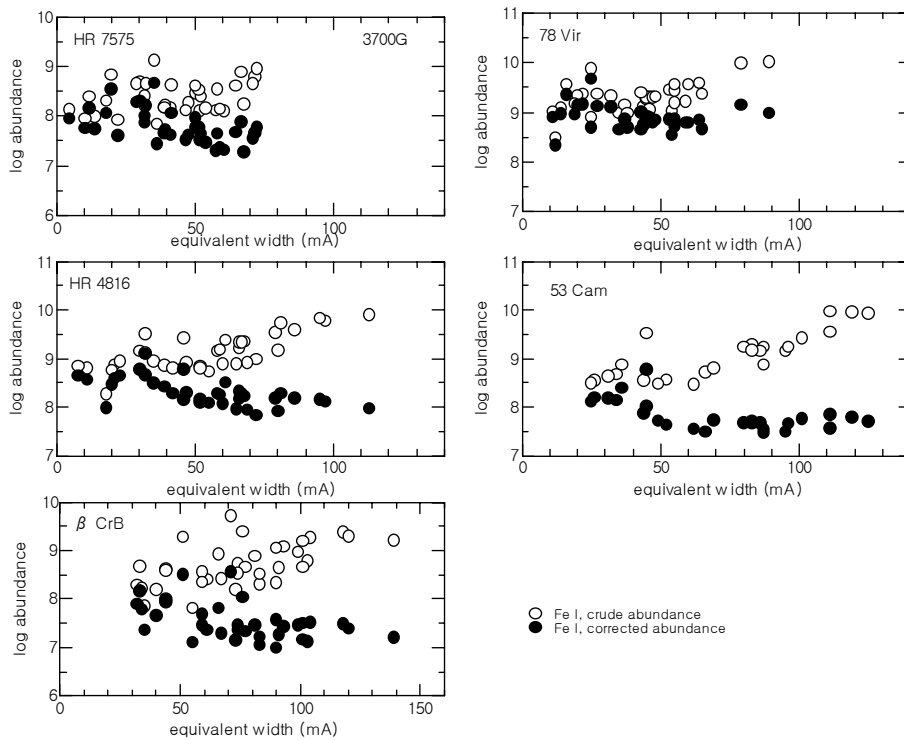 10
HR 7575 3700G
9
8
7
6
log abundance
0 50 100
equivalent width (mA)
11
78 Vir
10
9
8
7
log abundance
0 50 100
equivalent width (mA)
11
HR 4816
10
9
8
7
log abundance
0 50 100
equivalent width (mA)
11
53 Cam
10
9
8
7
log abundance
0 50 100
equivalent width (mA)
10
β CrB
9
8
7
6
log abundance
0 50 100 150
equivalent width (mA)
Fe I, crude abundance
Fe I, corrected abundance